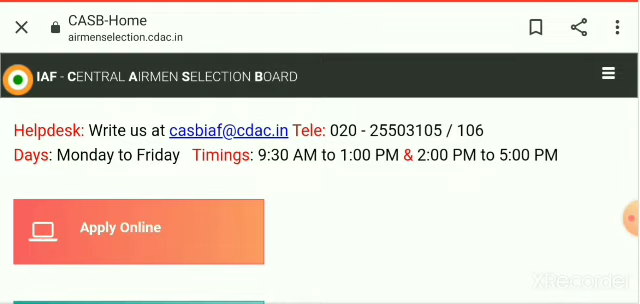 CASB-Home
airmenselection.cdac.in
IAF - CENTRAL AIRMEN SELECTION BOARD
Helpdesk: Write us at casbiaf@cdac.in Tele: 020 - 25503105 / 106
Days: Monday to Friday Timings: 9:30 AM to 1:00 PM & 2:00 PM to 5:00 PM
Apply Online
XRecorder